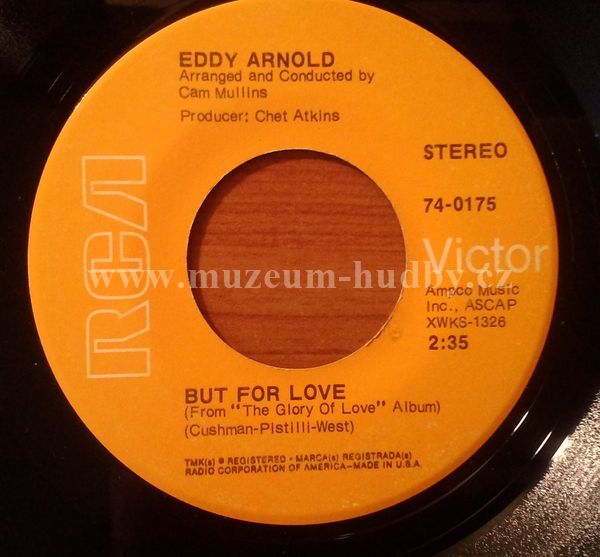 EDDY ARNOLD
Arranged and Conducted by
Cam Mullins
Producer: Chet Atkins
STEREO
74-0175
RCA
Victor
www.muzeum-hudby.cz
Ampco Music
Inc., ASCAP
XWKS-1326
2:35
BUT FOR LOVE
(From "The Glory Of Love" Album)
(Cushman-Pistilli-West)
TMK(s) ® REGISTERED • MARCA(s) REGISTRADA(s)
RADIO CORPORATION OF AMERICA-MADE IN U.S.A.